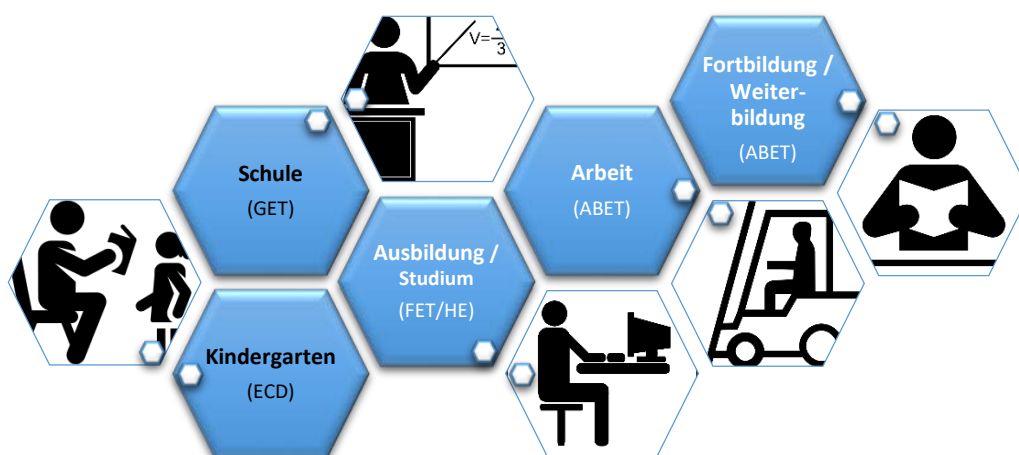 V=
3
Fortbildung /
Weiter-
bildung
(ABET)
Schule
(GET)
Arbeit
(ABET)
Ausbildung /
Studium
(FET/HE)
Kindergarten
(ECD)